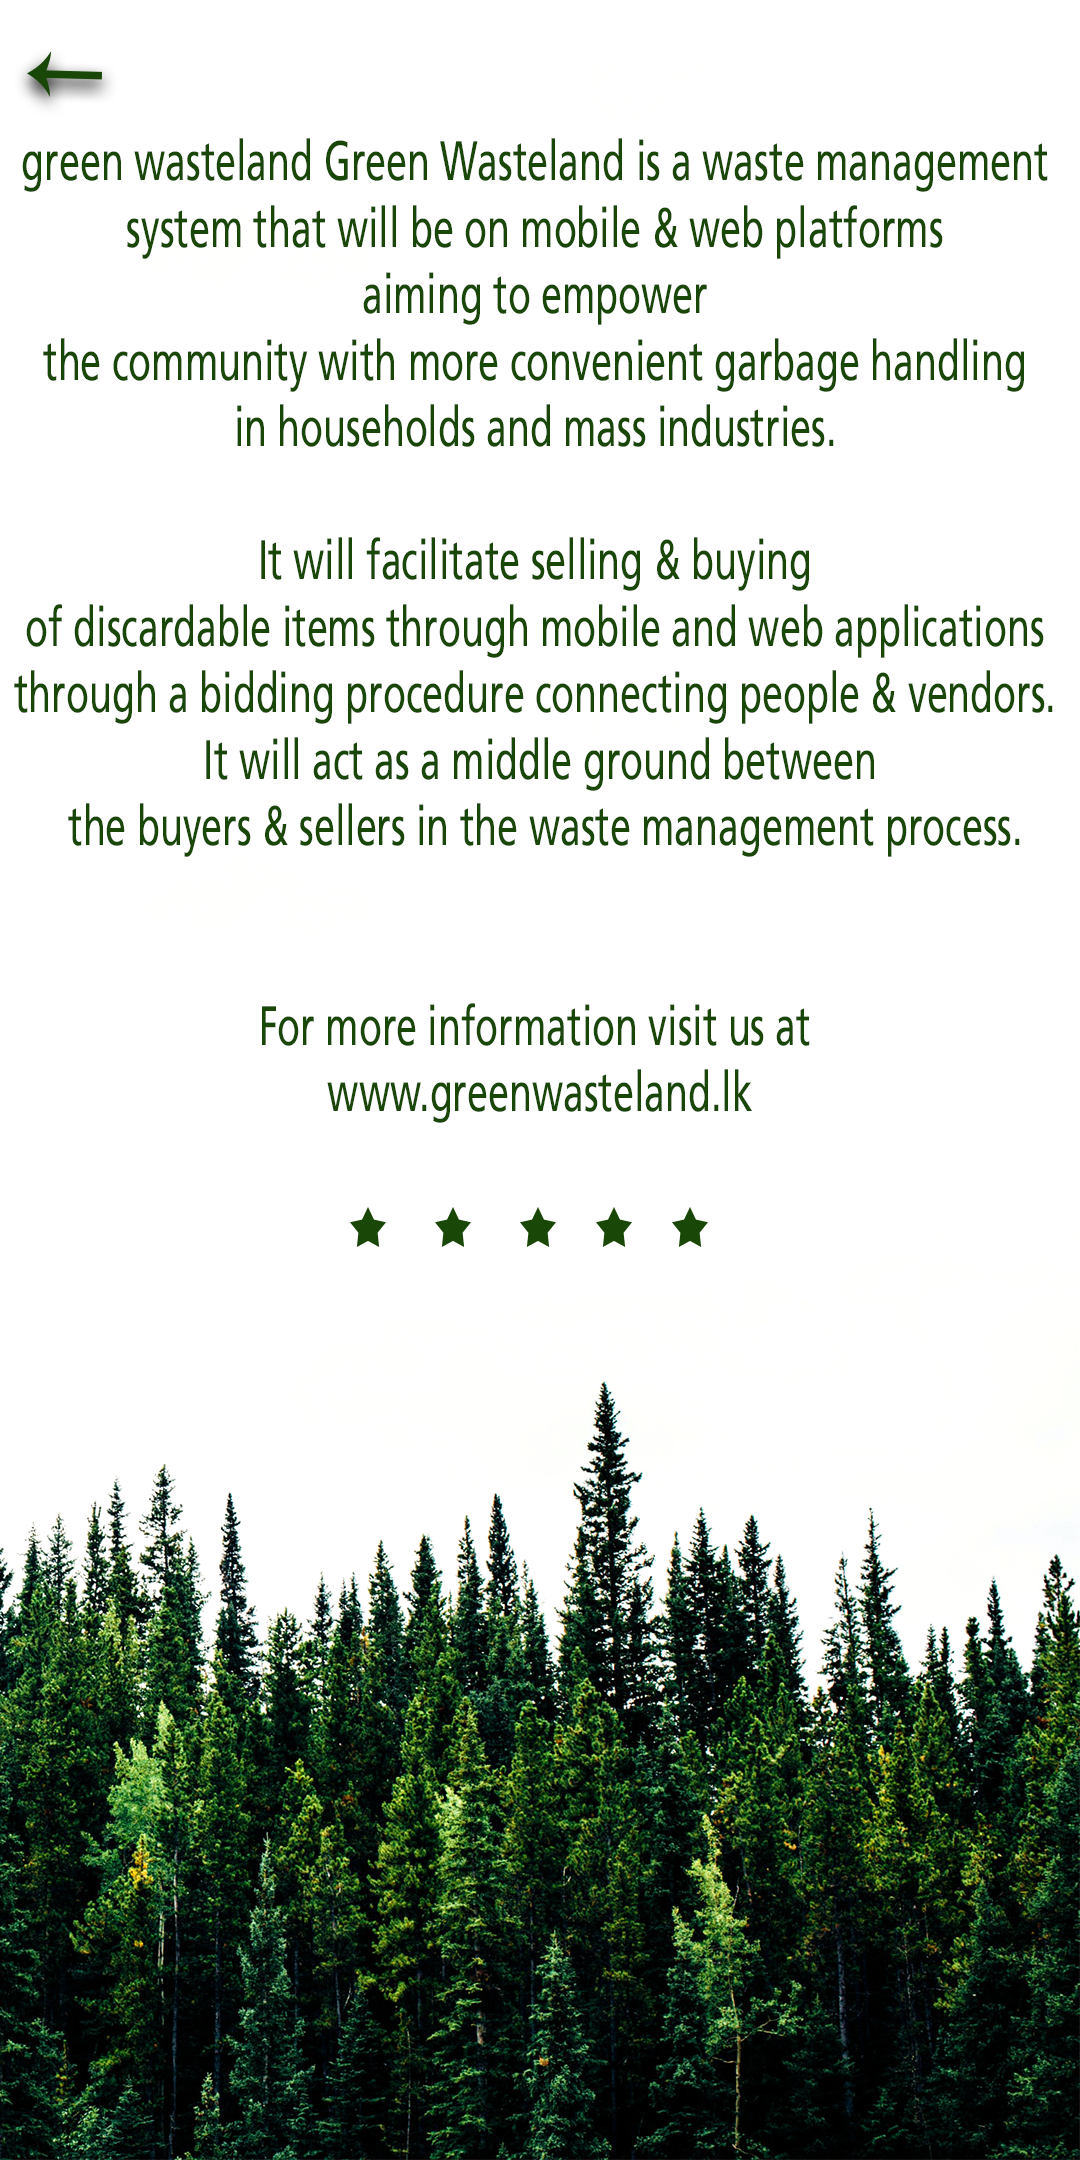 green wasteland Green Wasteland is a waste management
system that will be on mobile & web platforms
aiming to empower
the community with more convenient garbage handling
in households and mass industries.
It will facilitate selling & buying
of discardable items through mobile and web applications
through a bidding procedure connecting people & vendors.
It will act as a middle ground between
the buyers & sellers in the waste management process.
For more information visit us at
www.greenwasteland.lk